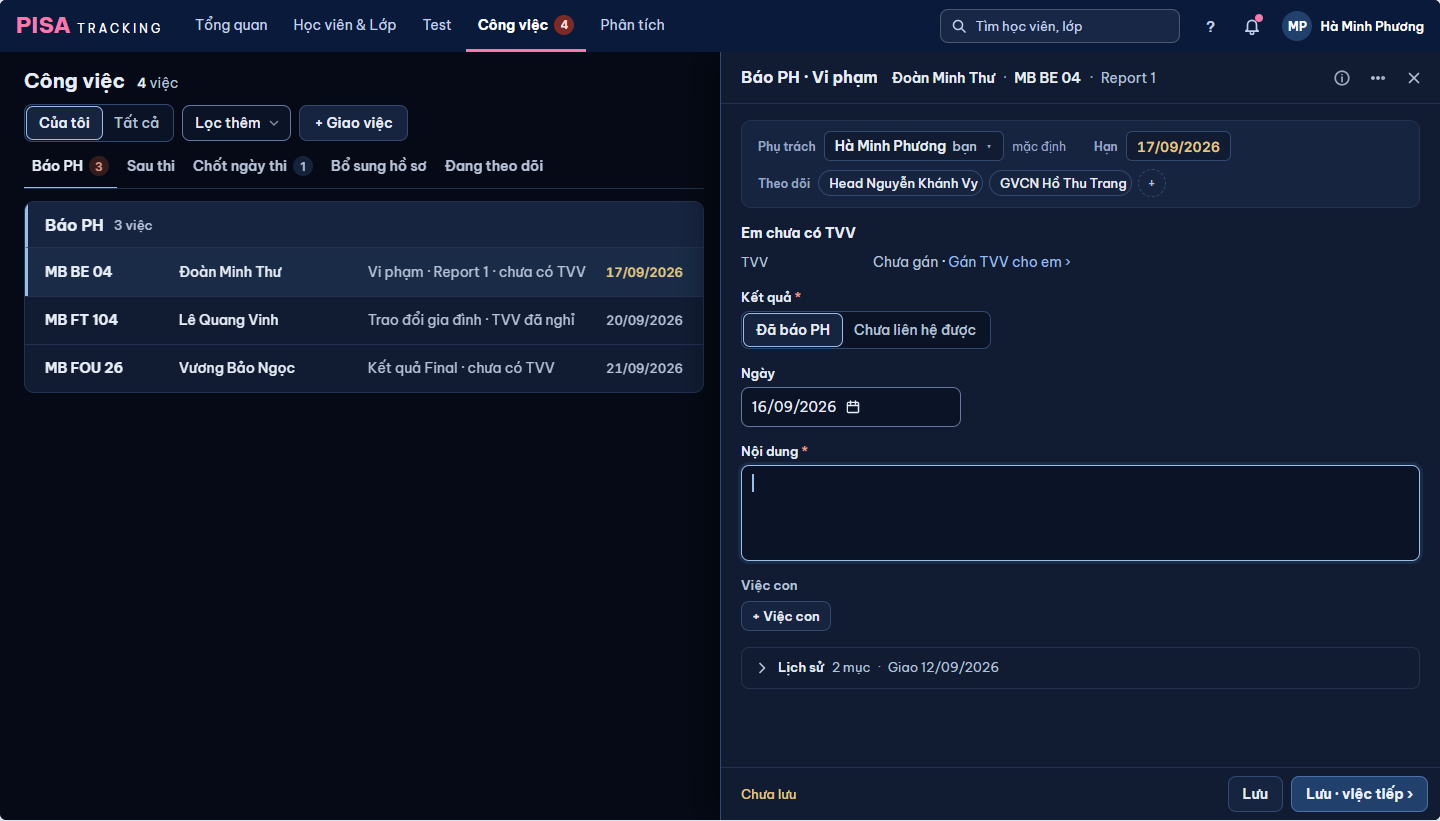 PISA TRACKING Tổng quan Học viên & Lớp Test Công việc 4 Phân tích Tìm học viên, lớp ? MP Hà Minh Phương
Công việc 4 việc
Của tôi Tất cả Lọc thêm + Giao việc
Báo PH 3 Sau thi Chốt ngày thi 1 Bổ sung hồ sơ Đang theo dõi
Báo PH 3 việc
MB BE 04 Đoàn Minh Thư Vi phạm · Report 1 · chưa có TVV 17/09/2026
MB FT 104 Lê Quang Vinh Trao đổi gia đình · TVV đã nghỉ 20/09/2026
MB FOU 26 Vương Bảo Ngọc Kết quả Final · chưa có TVV 21/09/2026
Báo PH · Vi phạm Đoàn Minh Thư · MB BE 04 · Report 1
Phụ trách Hà Minh Phương bạn mặc định Hạn 17/09/2026
Theo dõi Head Nguyễn Khánh Vy GVCN Hồ Thu Trang +
Em chưa có TVV
TVV Chưa gán · Gán TVV cho em ›
Kết quả *
Đã báo PH Chưa liên hệ được
Ngày
16/09/2026
Nội dung *
Việc con
+ Việc con
Lịch sử 2 mục · Giao 12/09/2026
Chưa lưu Lưu Lưu · việc tiếp ›